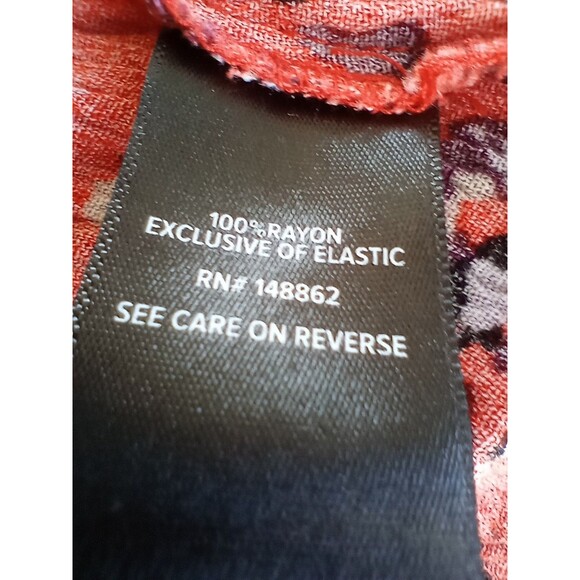 100% RAYON
EXCLUSIVE OF ELASTIC
RN# 148862
SEE CARE ON REVERSE